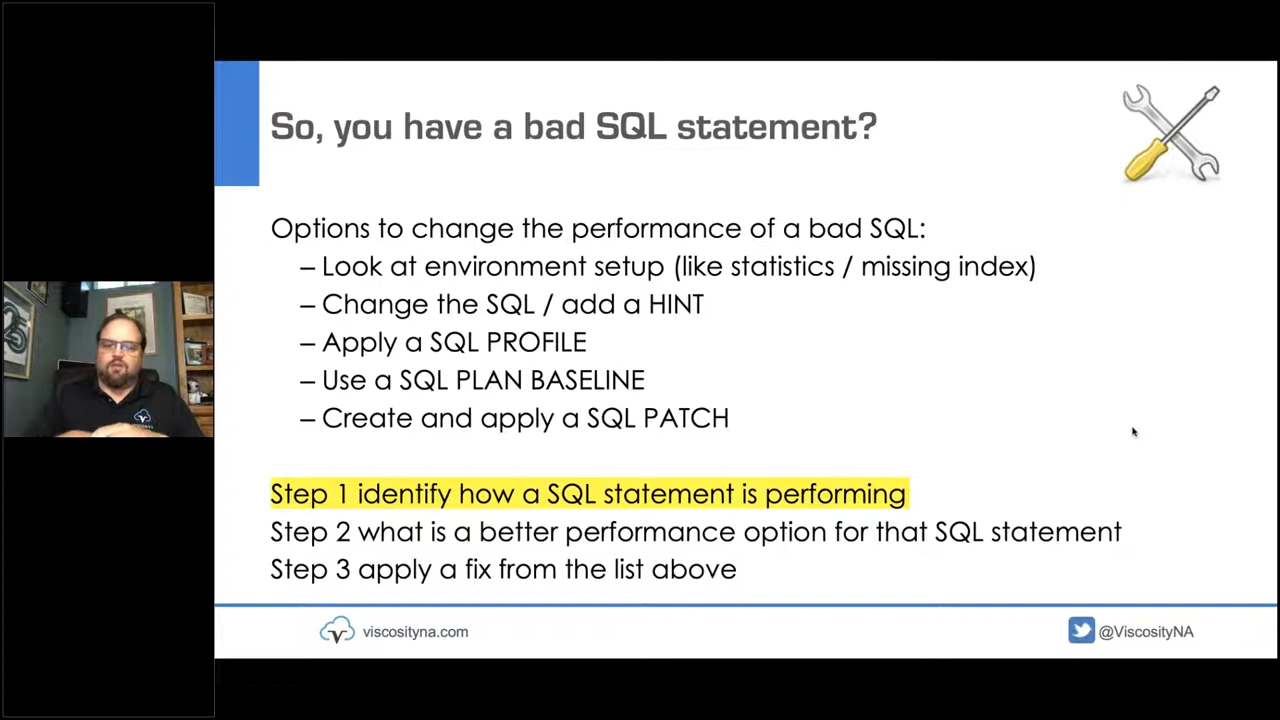 So, you have a bad SQL statement?
Options to change the performance of a bad SQL:
– Look at environment setup (like statistics / missing index)
– Change the SQL / add a HINT
– Apply a SQL PROFILE
– Use a SQL PLAN BASELINE
– Create and apply a SQL PATCH
Step 1 identify how a SQL statement is performing
Step 2 what is a better performance option for that SQL statement
Step 3 apply a fix from the list above
viscosityna.com
@ViscosityNA